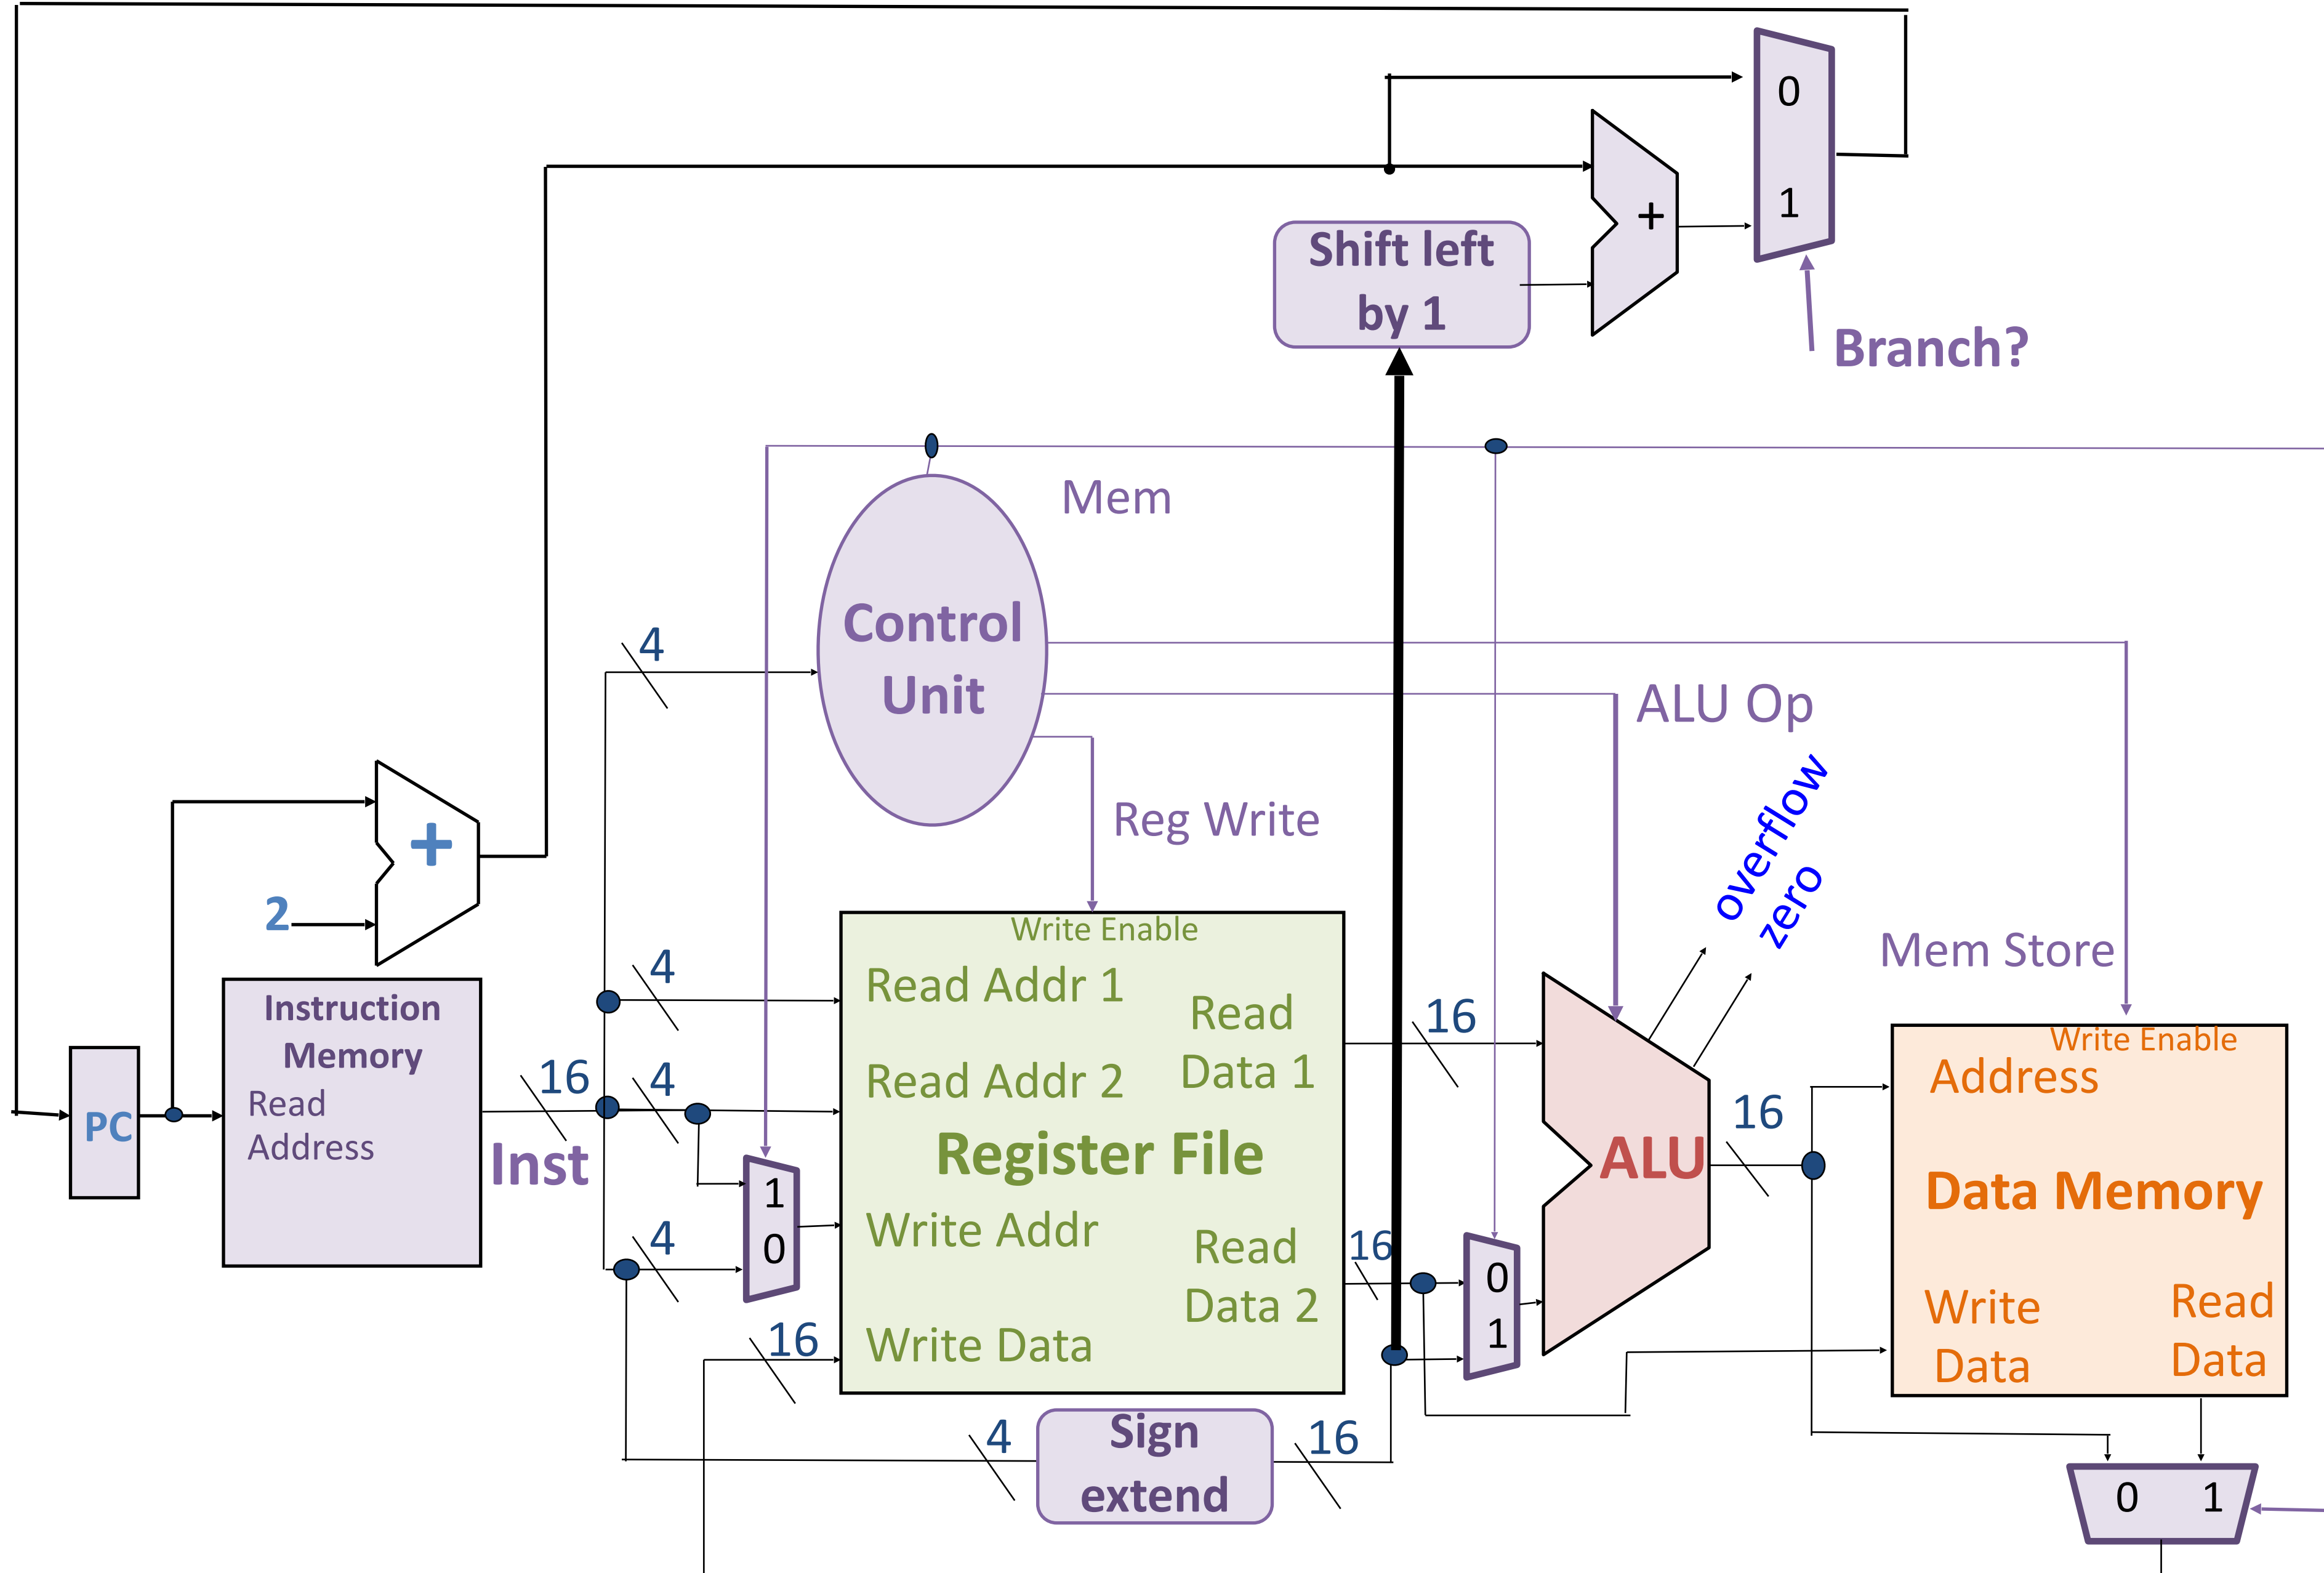 0
1
+
Shift left
by 1
Branch?
Mem
Control
Unit
4
ALU Op
Reg Write
overflow
zero
+
2
Mem Store
Instruction
Memory
Read
Address
PC
16
Inst
4
4
4
16
1
0
Write Enable
Read Addr 1
Read Addr 2
Register File
Write Addr
Write Data
Read
Data 1
Read
Data 2
16
16
0
1
ALU
16
Write Enable
Address
Data Memory
Write
Data
Read
Data
4
Sign
extend
16
0 1